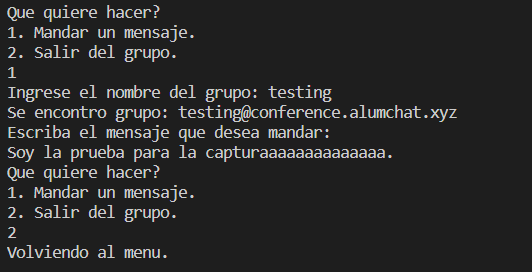 Que quiere hacer?
1. Mandar un mensaje.
2. Salir del grupo.
1
Ingrese el nombre del grupo: testing
Se encontro grupo: testing@conference.alumchat.xyz
Escriba el mensaje que desea mandar:
Soy la prueba para la capturaaaaaaaaaaaaaa.
Que quiere hacer?
1. Mandar un mensaje.
2. Salir del grupo.
2
Volviendo al menu.